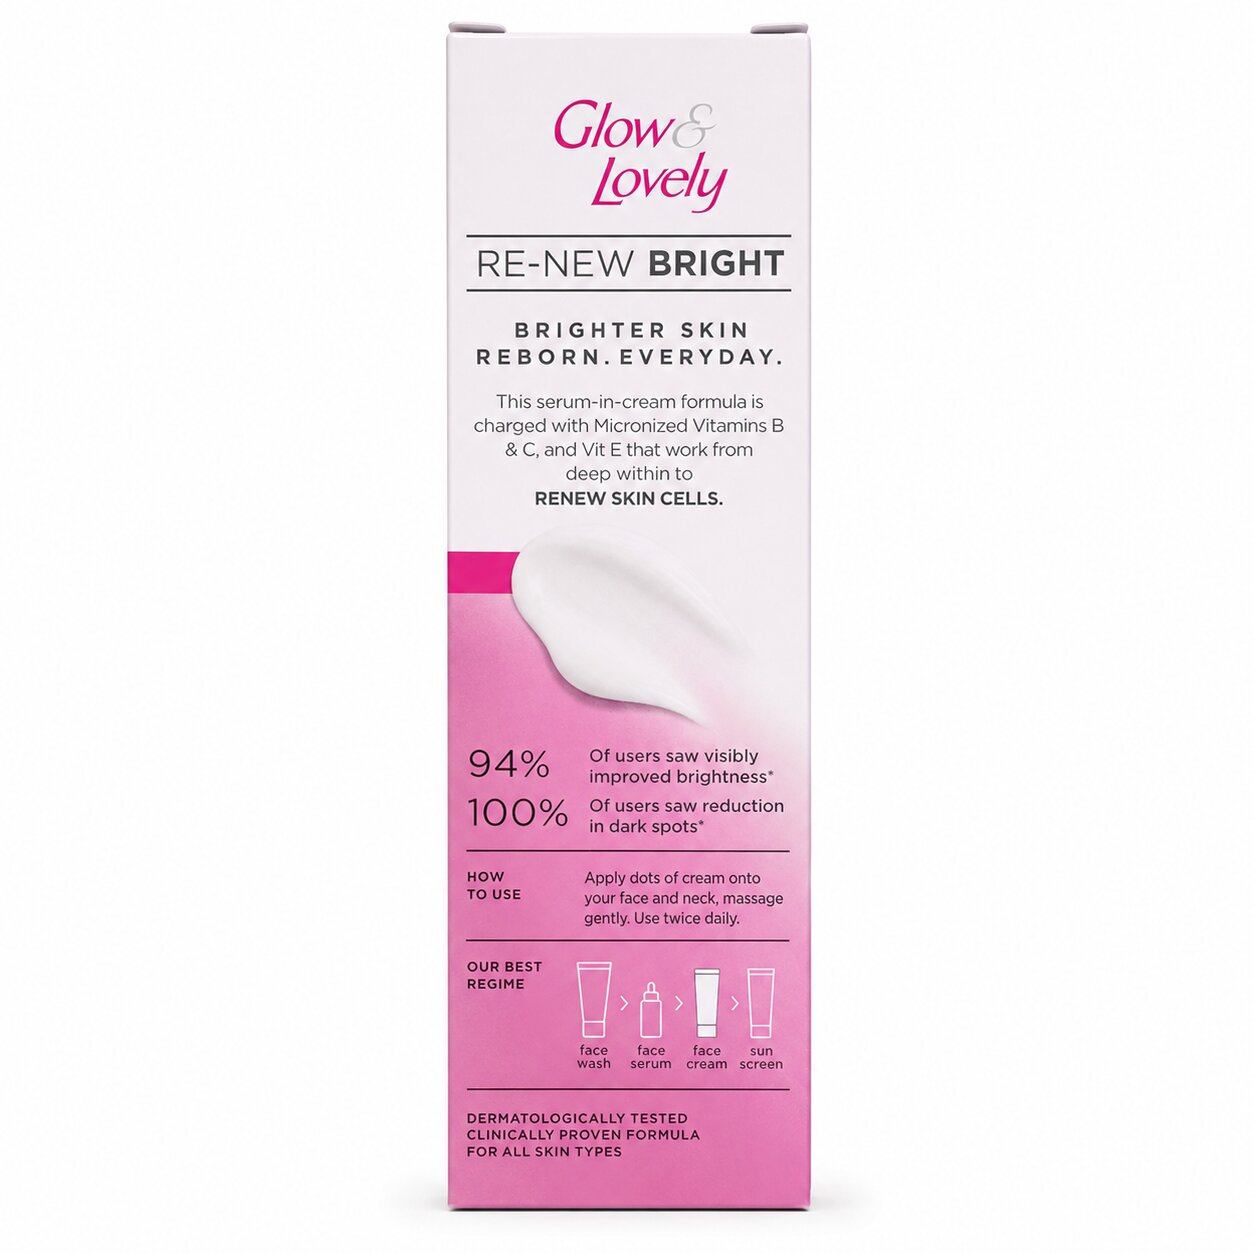 Glow &
Lovely
RE-NEW BRIGHT
BRIGHTER SKIN
REBORN. EVERYDAY.
This serum-in-cream formula is
charged with Micronized Vitamins B
& C, and Vit E that work from
deep within to
RENEW SKIN CELLS.
94% Of users saw visibly
improved brightness*
100% Of users saw reduction
in dark spots*
HOW
TO USE
Apply dots of cream onto
your face and neck, massage
gently. Use twice daily.
OUR BEST
REGIME
face
wash
face
serum
face
cream
sun
screen
DERMATOLOGICALLY TESTED
CLINICALLY PROVEN FORMULA
FOR ALL SKIN TYPES